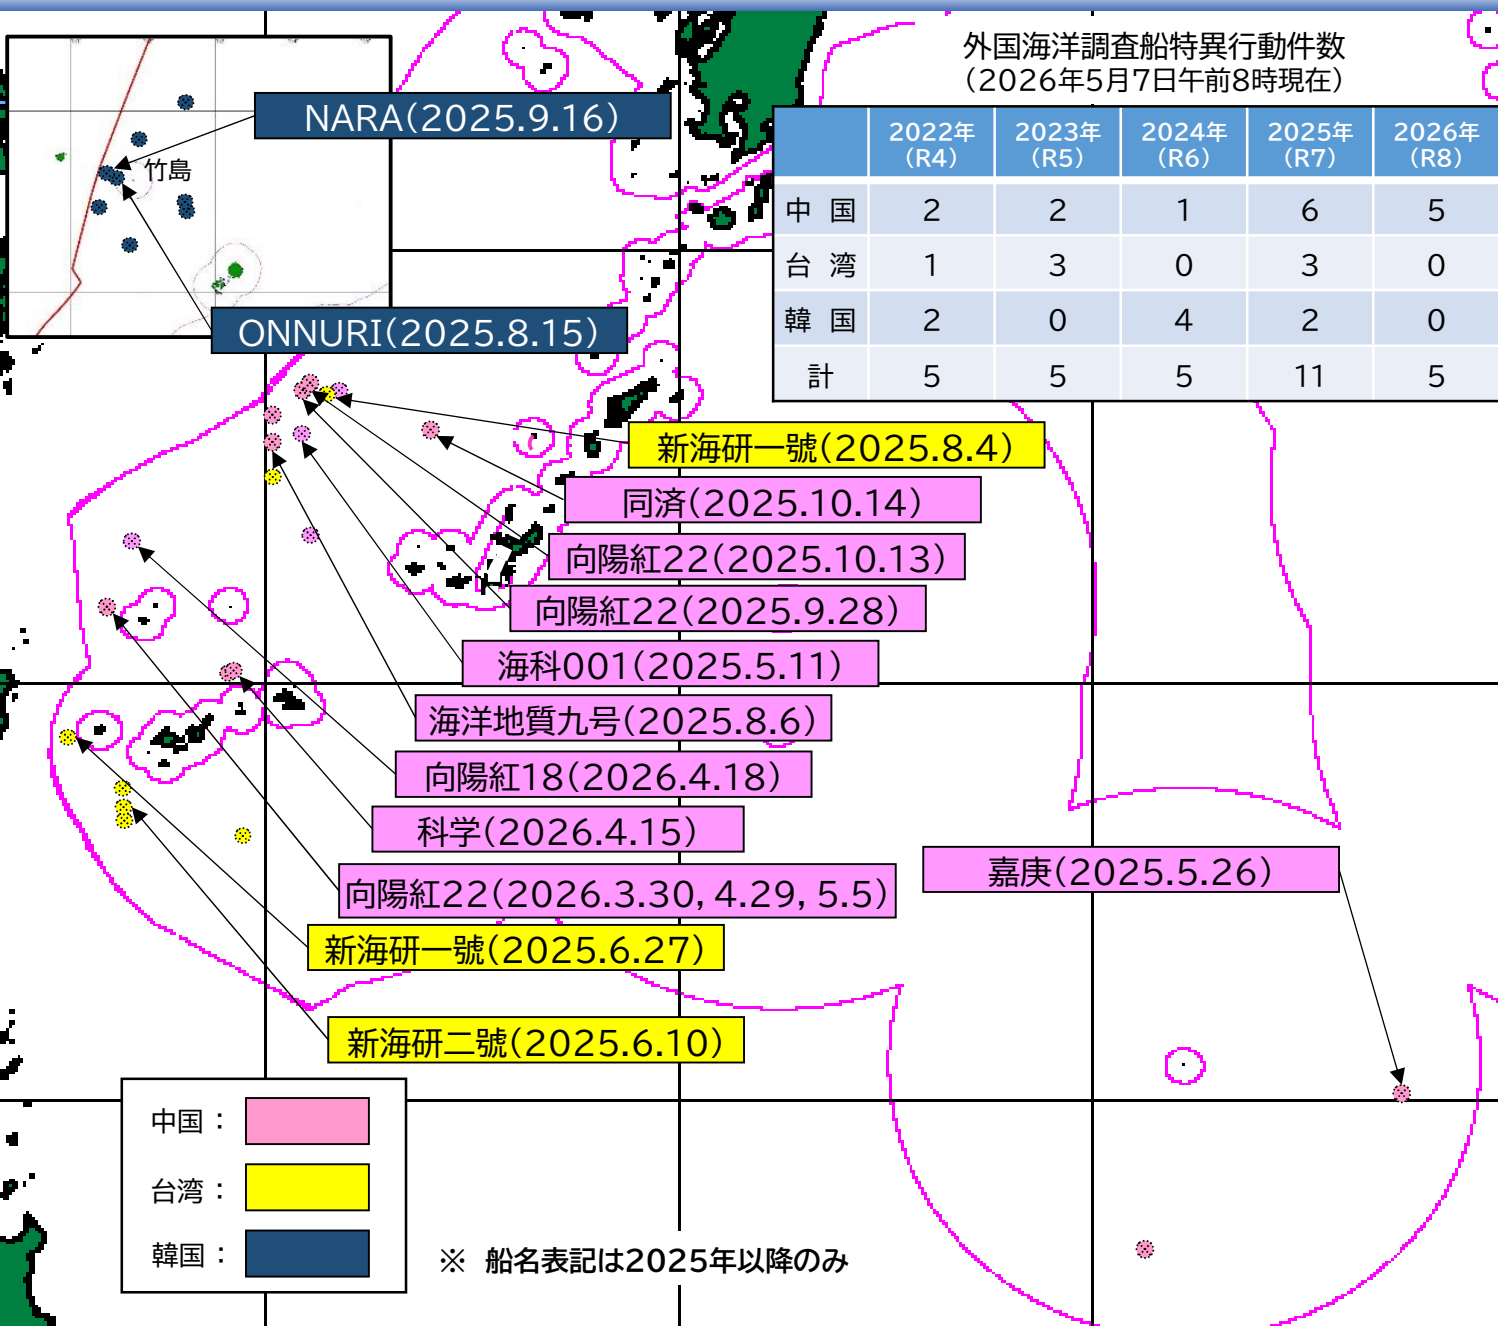 外国海洋調査船特異行動件数
（2026年5月7日午前8時現在）
2022年 2023年 2024年 2025年 2026年
（R4） （R5） （R6） （R7） （R8）
中 国 2 2 1 6 5
台 湾 1 3 0 3 0
韓 国 2 0 4 2 0
計 5 5 5 11 5
NARA(2025.9.16)
竹島
ONNURI(2025.8.15)
新海研一號(2025.8.4)
同済(2025.10.14)
向陽紅22(2025.10.13)
向陽紅22(2025.9.28)
海科001(2025.5.11)
海洋地質九号(2025.8.6)
向陽紅18(2026.4.18)
科学(2026.4.15)
向陽紅22(2026.3.30, 4.29, 5.5)
嘉庚(2025.5.26)
新海研一號(2025.6.27)
新海研二號(2025.6.10)
中国：
台湾：
韓国：
※ 船名表記は2025年以降のみ